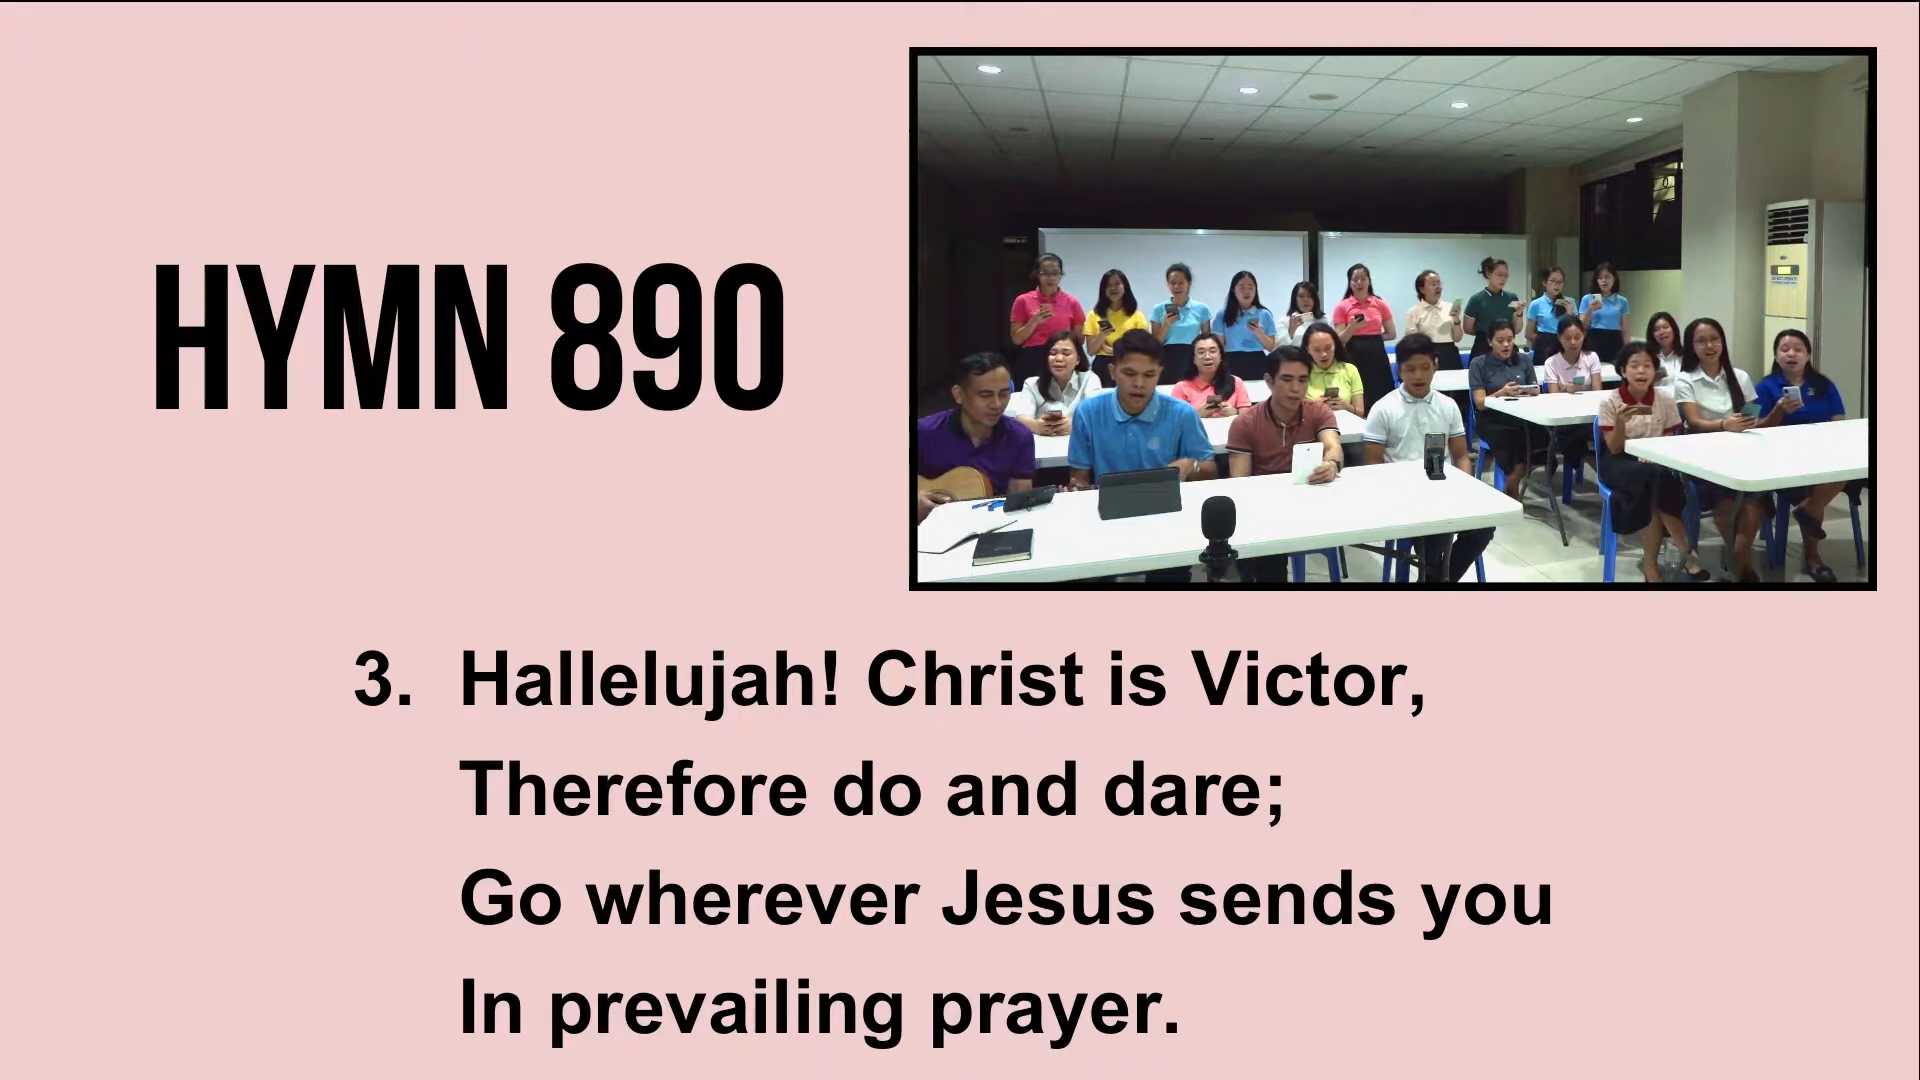 HYMN 890
3. Hallelujah! Christ is Victor,
Therefore do and dare;
Go wherever Jesus sends you
In prevailing prayer.